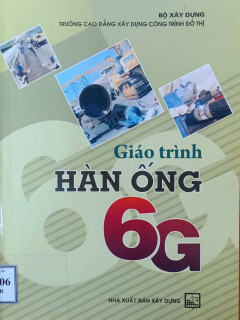 BỘ XÂY DỰNG
TRƯỜNG CAO ĐẲNG XÂY DỰNG CÔNG TRÌNH ĐÔ THỊ
Giáo trình
HÀN ỐNG
6G
06
NHÀ XUẤT BẢN XÂY DỰNG